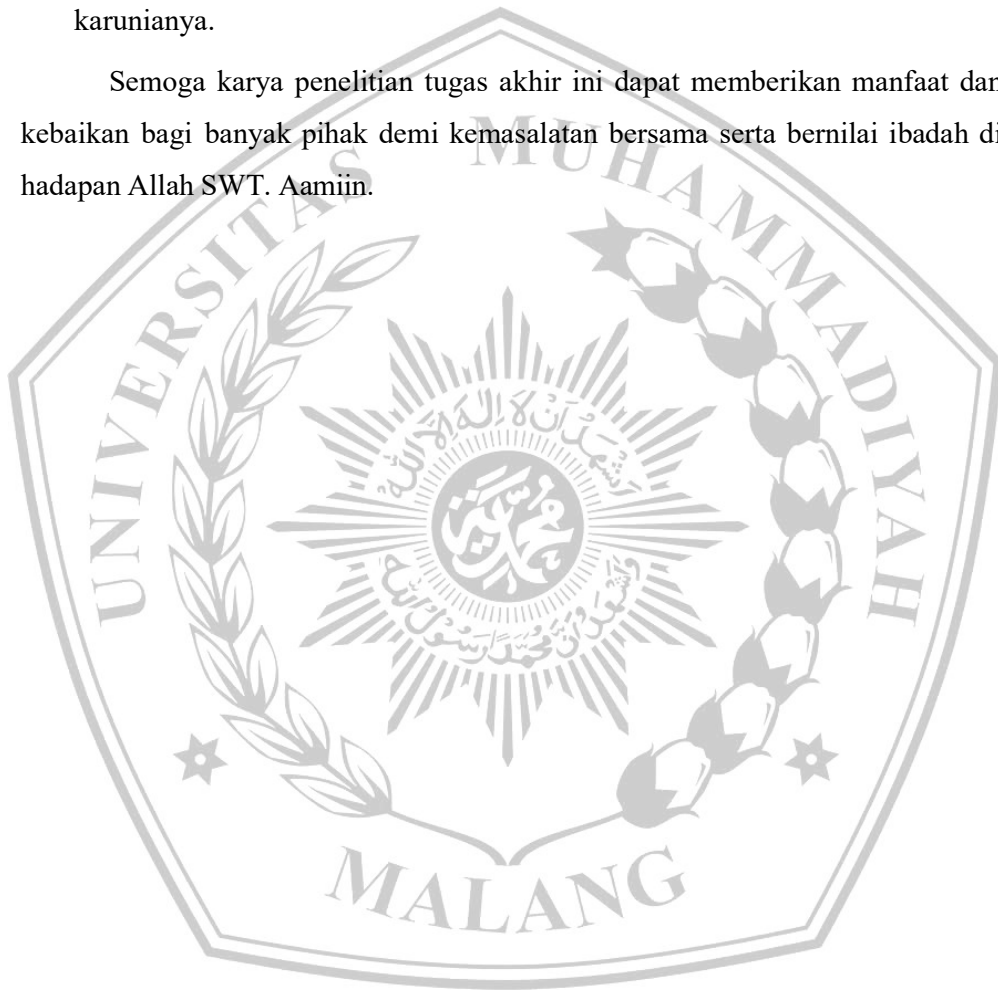 karunianya.
Semoga karya penelitian tugas akhir ini dapat memberikan manfaat dan
kebaikan bagi banyak pihak demi kemasalatan bersama serta bernilai ibadah di
hadapan Allah SWT. Aamiin.
UNIVERSITAS MUHAMMADIYAH
MALANG